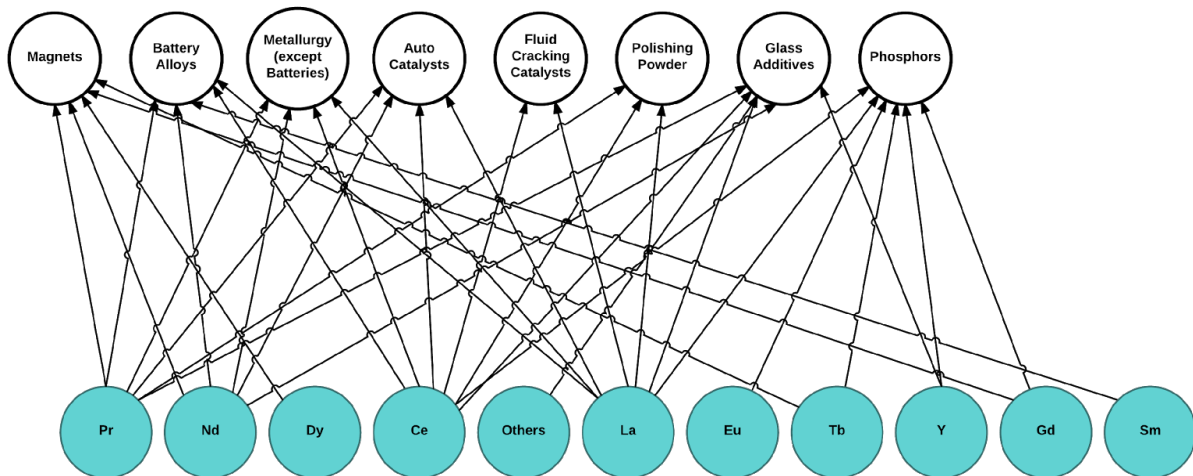 Magnets
Battery
Alloys
Metallurgy
(except
Batteries)
Auto
Catalysts
Fluid
Cracking
Catalysts
Polishing
Powder
Glass
Additives
Phosphors
Pr
Nd
Dy
Ce
Others
La
Eu
Tb
Y
Gd
Sm